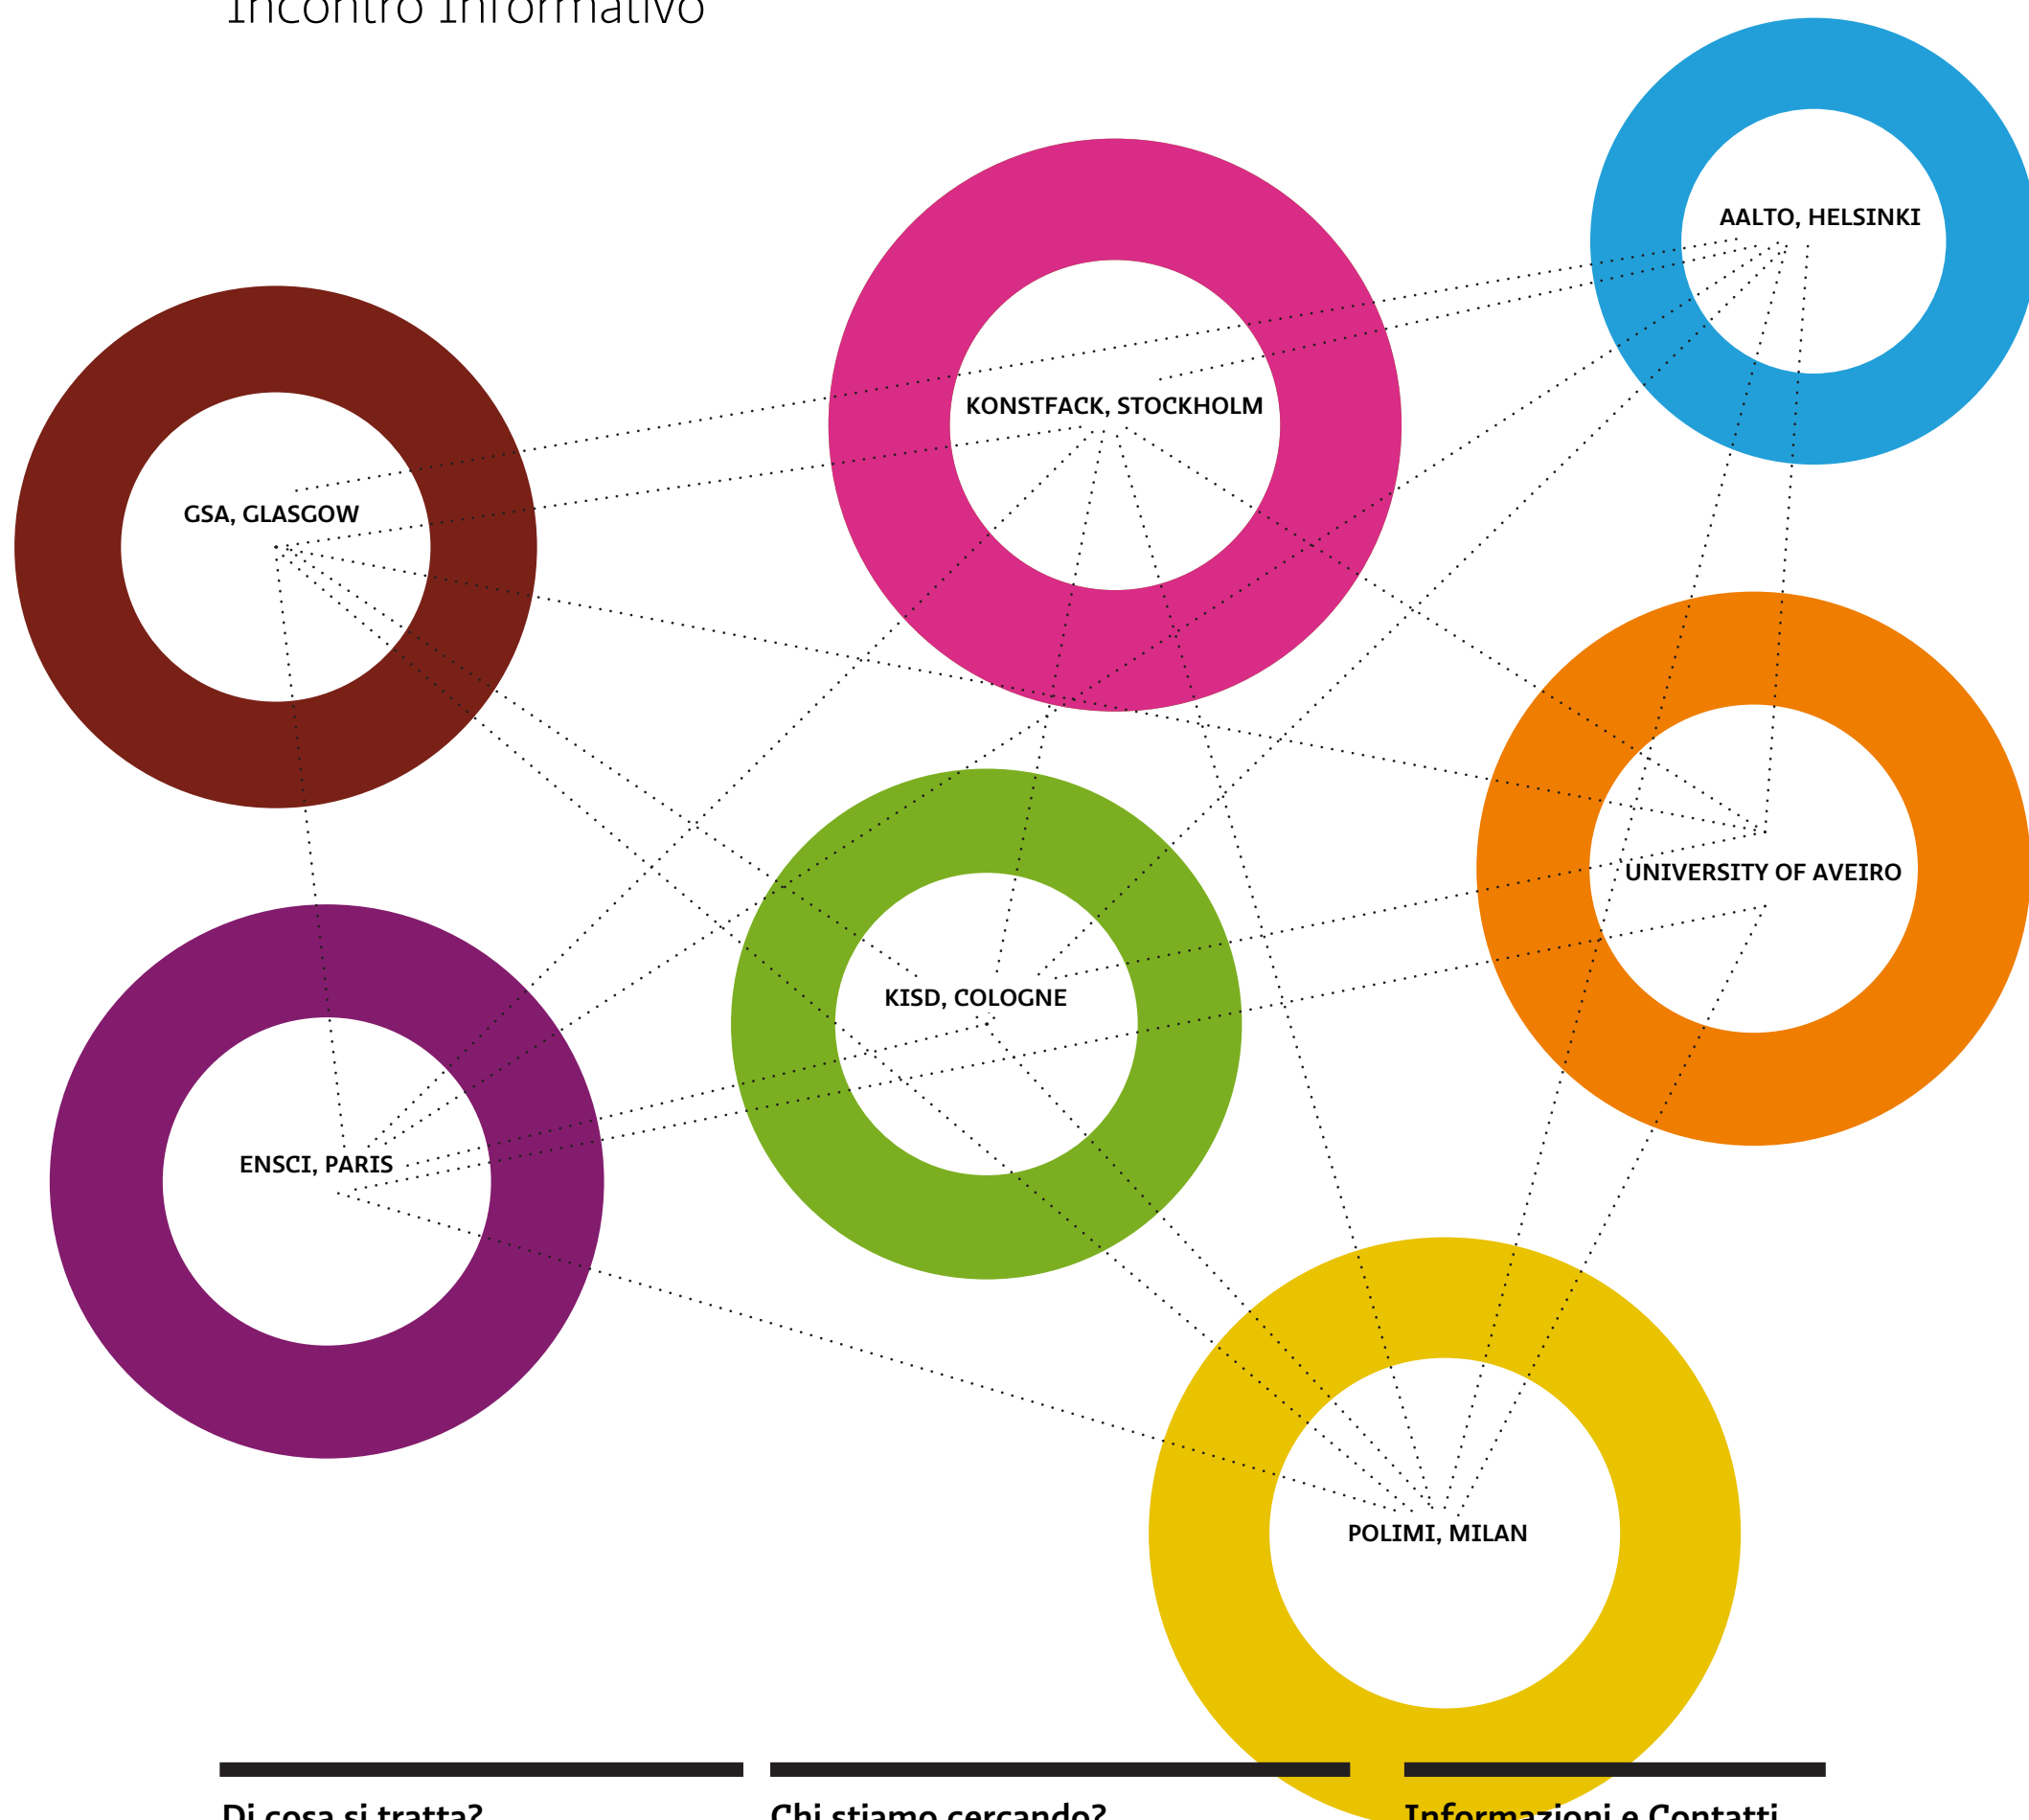 Incontro Informativo
AALTO, HELSINKI
KONSTFACK, STOCKHOLM
GSA, GLASGOW
UNIVERSITY OF AVEIRO
KISD, COLOGNE
ENSCI, PARIS
POLIMI, MILAN
Di cosa si tratta?
Chi stiamo cercando?
Informazioni e Contatti